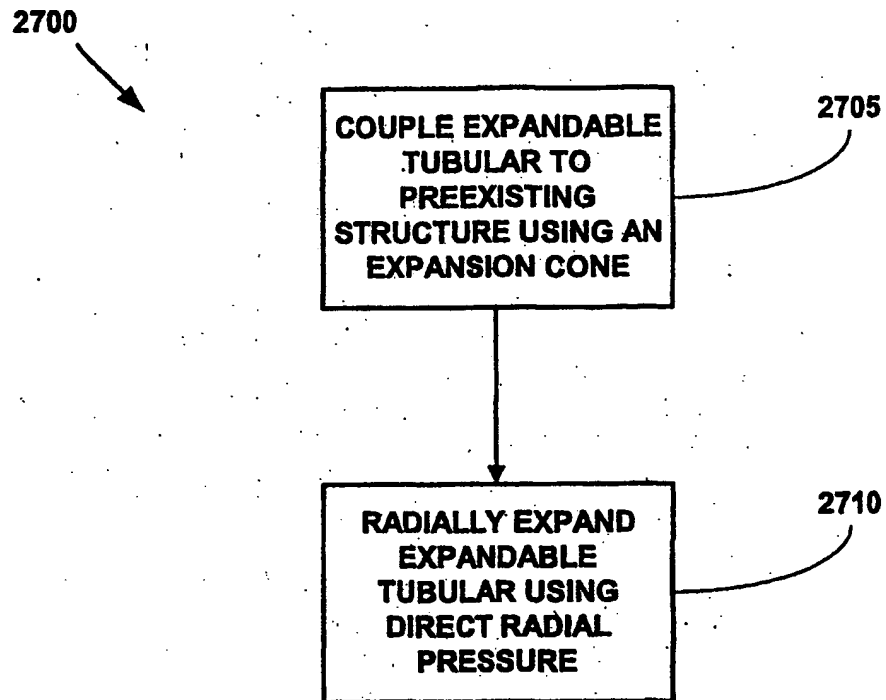 2700
2705
COUPLE EXPANDABLE
TUBULAR TO
PREEXISTING
STRUCTURE USING AN
EXPANSION CONE
2710
RADIALLY EXPAND
EXPANDABLE
TUBULAR USING
DIRECT RADIAL
PRESSURE